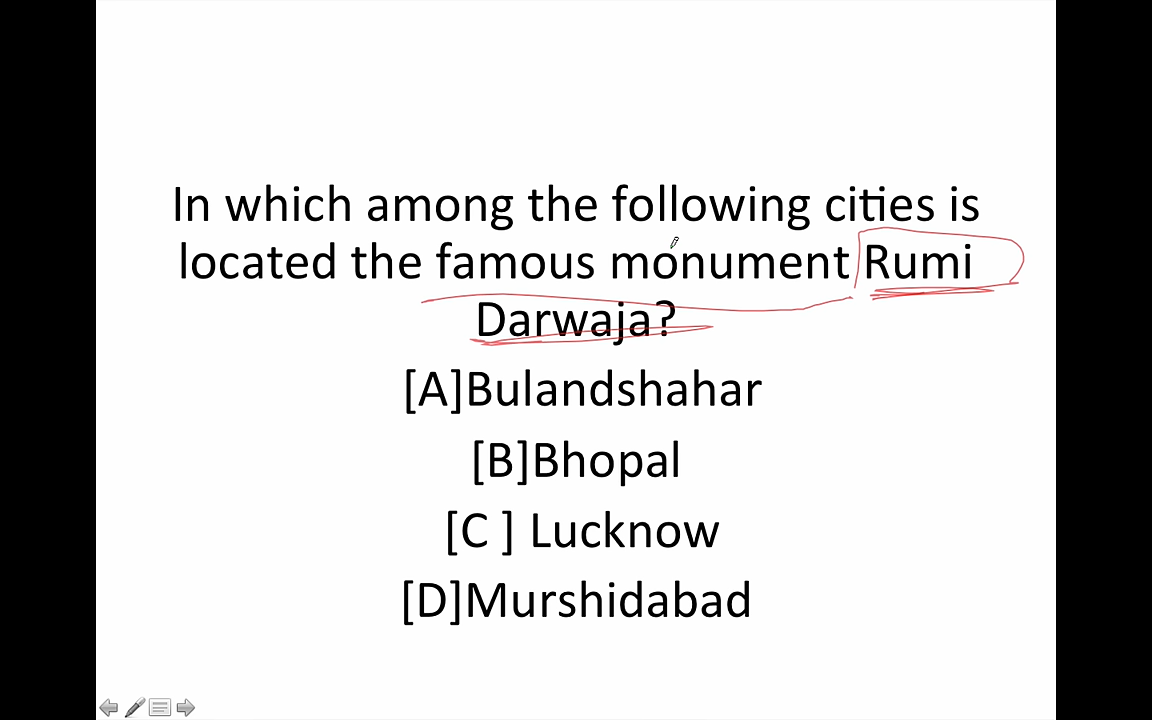 In which among the following cities is
located the famous monument Rumi
Darwaja?
[A]Bulandshahar
[B]Bhopal
[C ] Lucknow
[D]Murshidabad